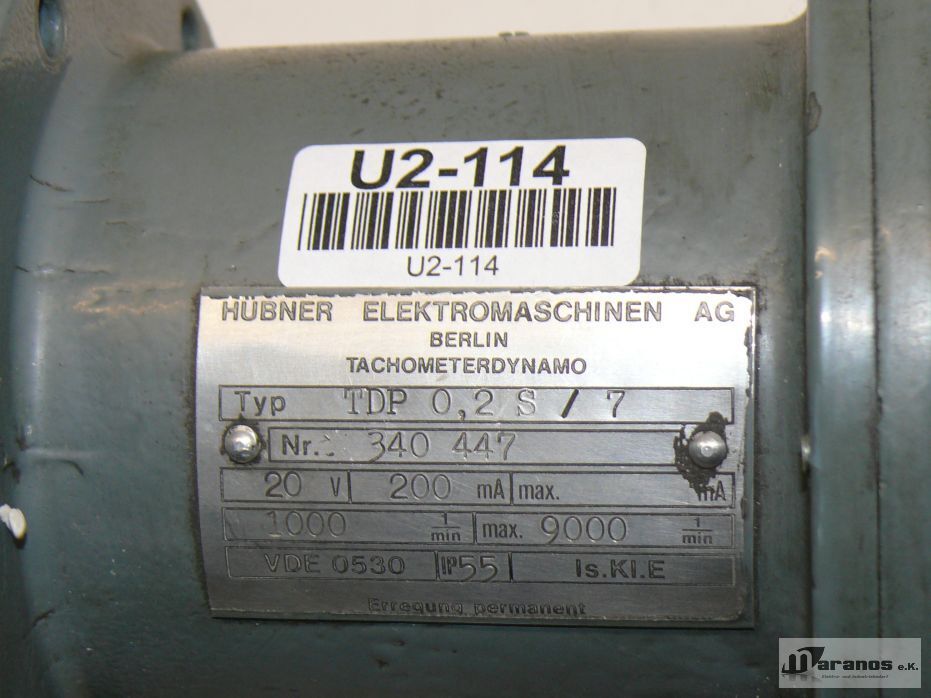 U2-114
U2-114
HÜBNER ELEKTROMASCHINEN AG
BERLIN
TACHOMETERDYNAMO
Typ TDP 0,2 S / 7
Nr. 340 447
20 V 200 mA max. mA
1000 1/min max. 9000 1/min
VDE 0530 IP55 Is.Kl.E
Erregung permanent
Maranos e.K.